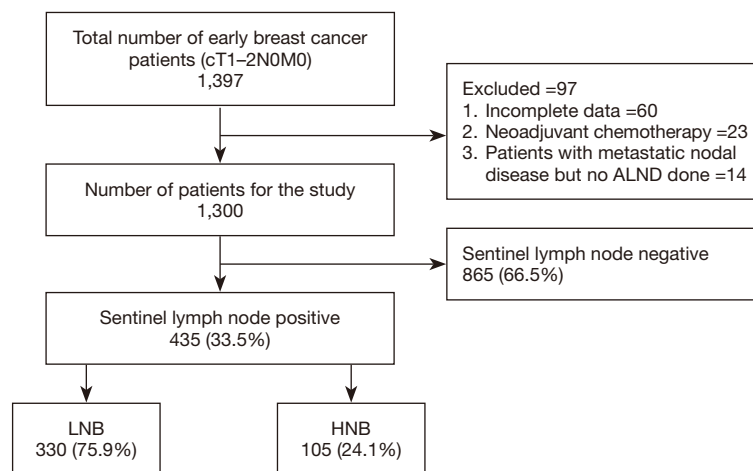 Total number of early breast cancer
patients (cT1–2N0M0)
1,397
Excluded =97
1. Incomplete data =60
2. Neoadjuvant chemotherapy =23
3. Patients with metastatic nodal
disease but no ALND done =14
Number of patients for the study
1,300
Sentinel lymph node negative
865 (66.5%)
Sentinel lymph node positive
435 (33.5%)
LNB
330 (75.9%)
HNB
105 (24.1%)